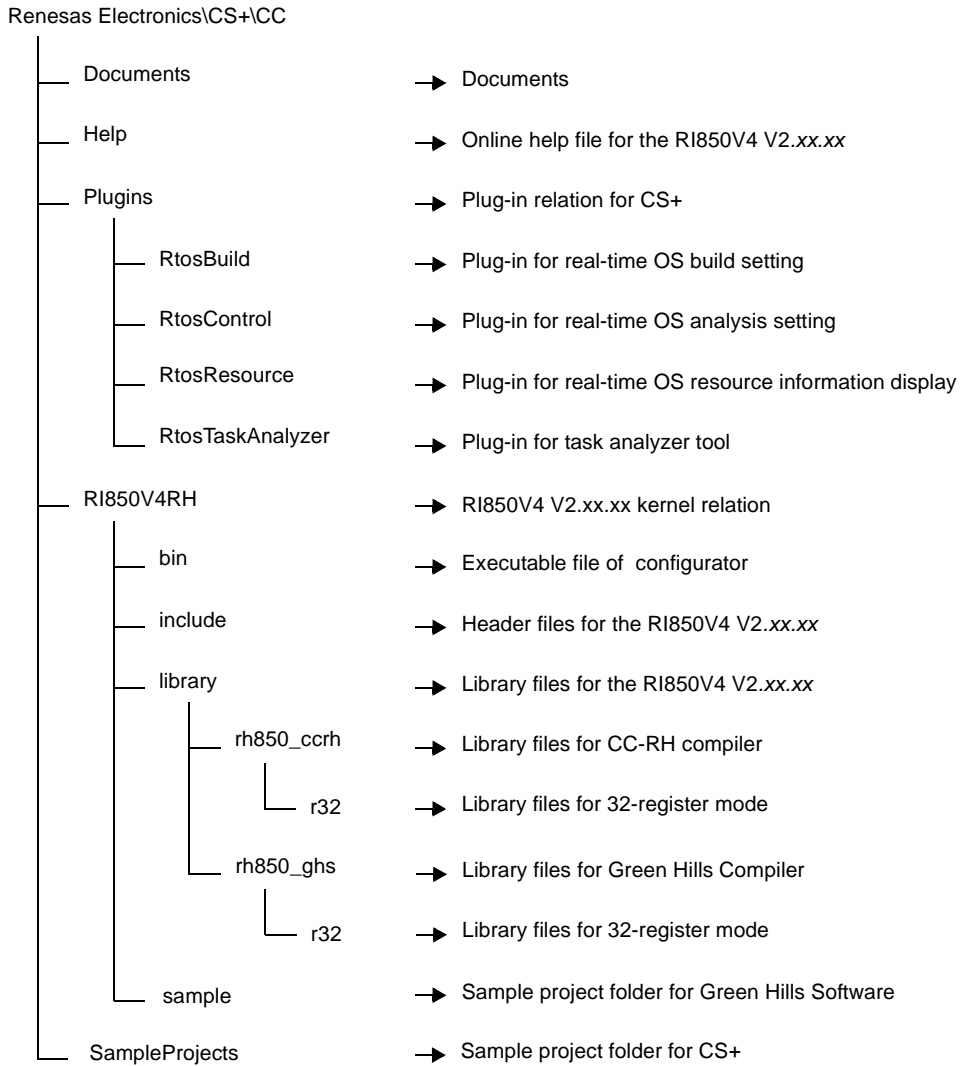 Renesas Electronics\CS+\CC
Documents Documents
Help Online help file for the RI850V4 V2.xx.xx
Plugins Plug-in relation for CS+
RtosBuild Plug-in for real-time OS build setting
RtosControl Plug-in for real-time OS analysis setting
RtosResource Plug-in for real-time OS resource information display
RtosTaskAnalyzer Plug-in for task analyzer tool
RI850V4RH RI850V4 V2.xx.xx kernel relation
bin Executable file of configurator
include Header files for the RI850V4 V2.xx.xx
library Library files for the RI850V4 V2.xx.xx
rh850_ccrh Library files for CC-RH compiler
r32 Library files for 32-register mode
rh850_ghs Library files for Green Hills Compiler
r32 Library files for 32-register mode
sample Sample project folder for Green Hills Software
SampleProjects Sample project folder for CS+